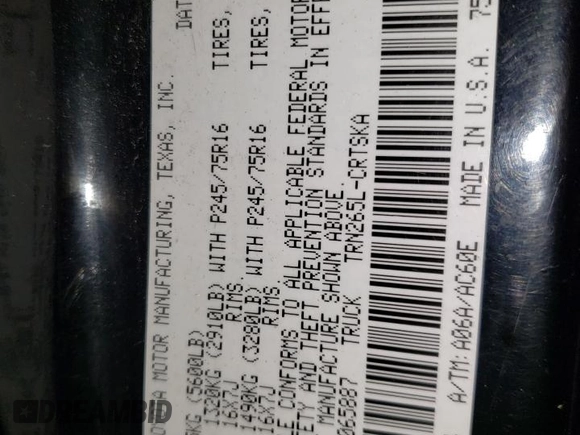 MOTOR MANUFACTURING, TEXAS, INC. DAT
(5600LB)
1320KG (2910LB) WITH P245/75R16 TIRES,
16X7J RIMS.
1490KG (3280LB) WITH P245/75R16 TIRES,
16X7J RIMS.
CONFORMS TO ALL APPLICABLE FEDERAL MOTOR
AND THEFT PREVENTION STANDARDS IN EFF
MANUFACTURE SHOWN ABOVE.
065887 TRUCK TRN265L-CRTSKA
A/TM: A06A/AC60E MADE IN U.S.A. 75
DREAMBID